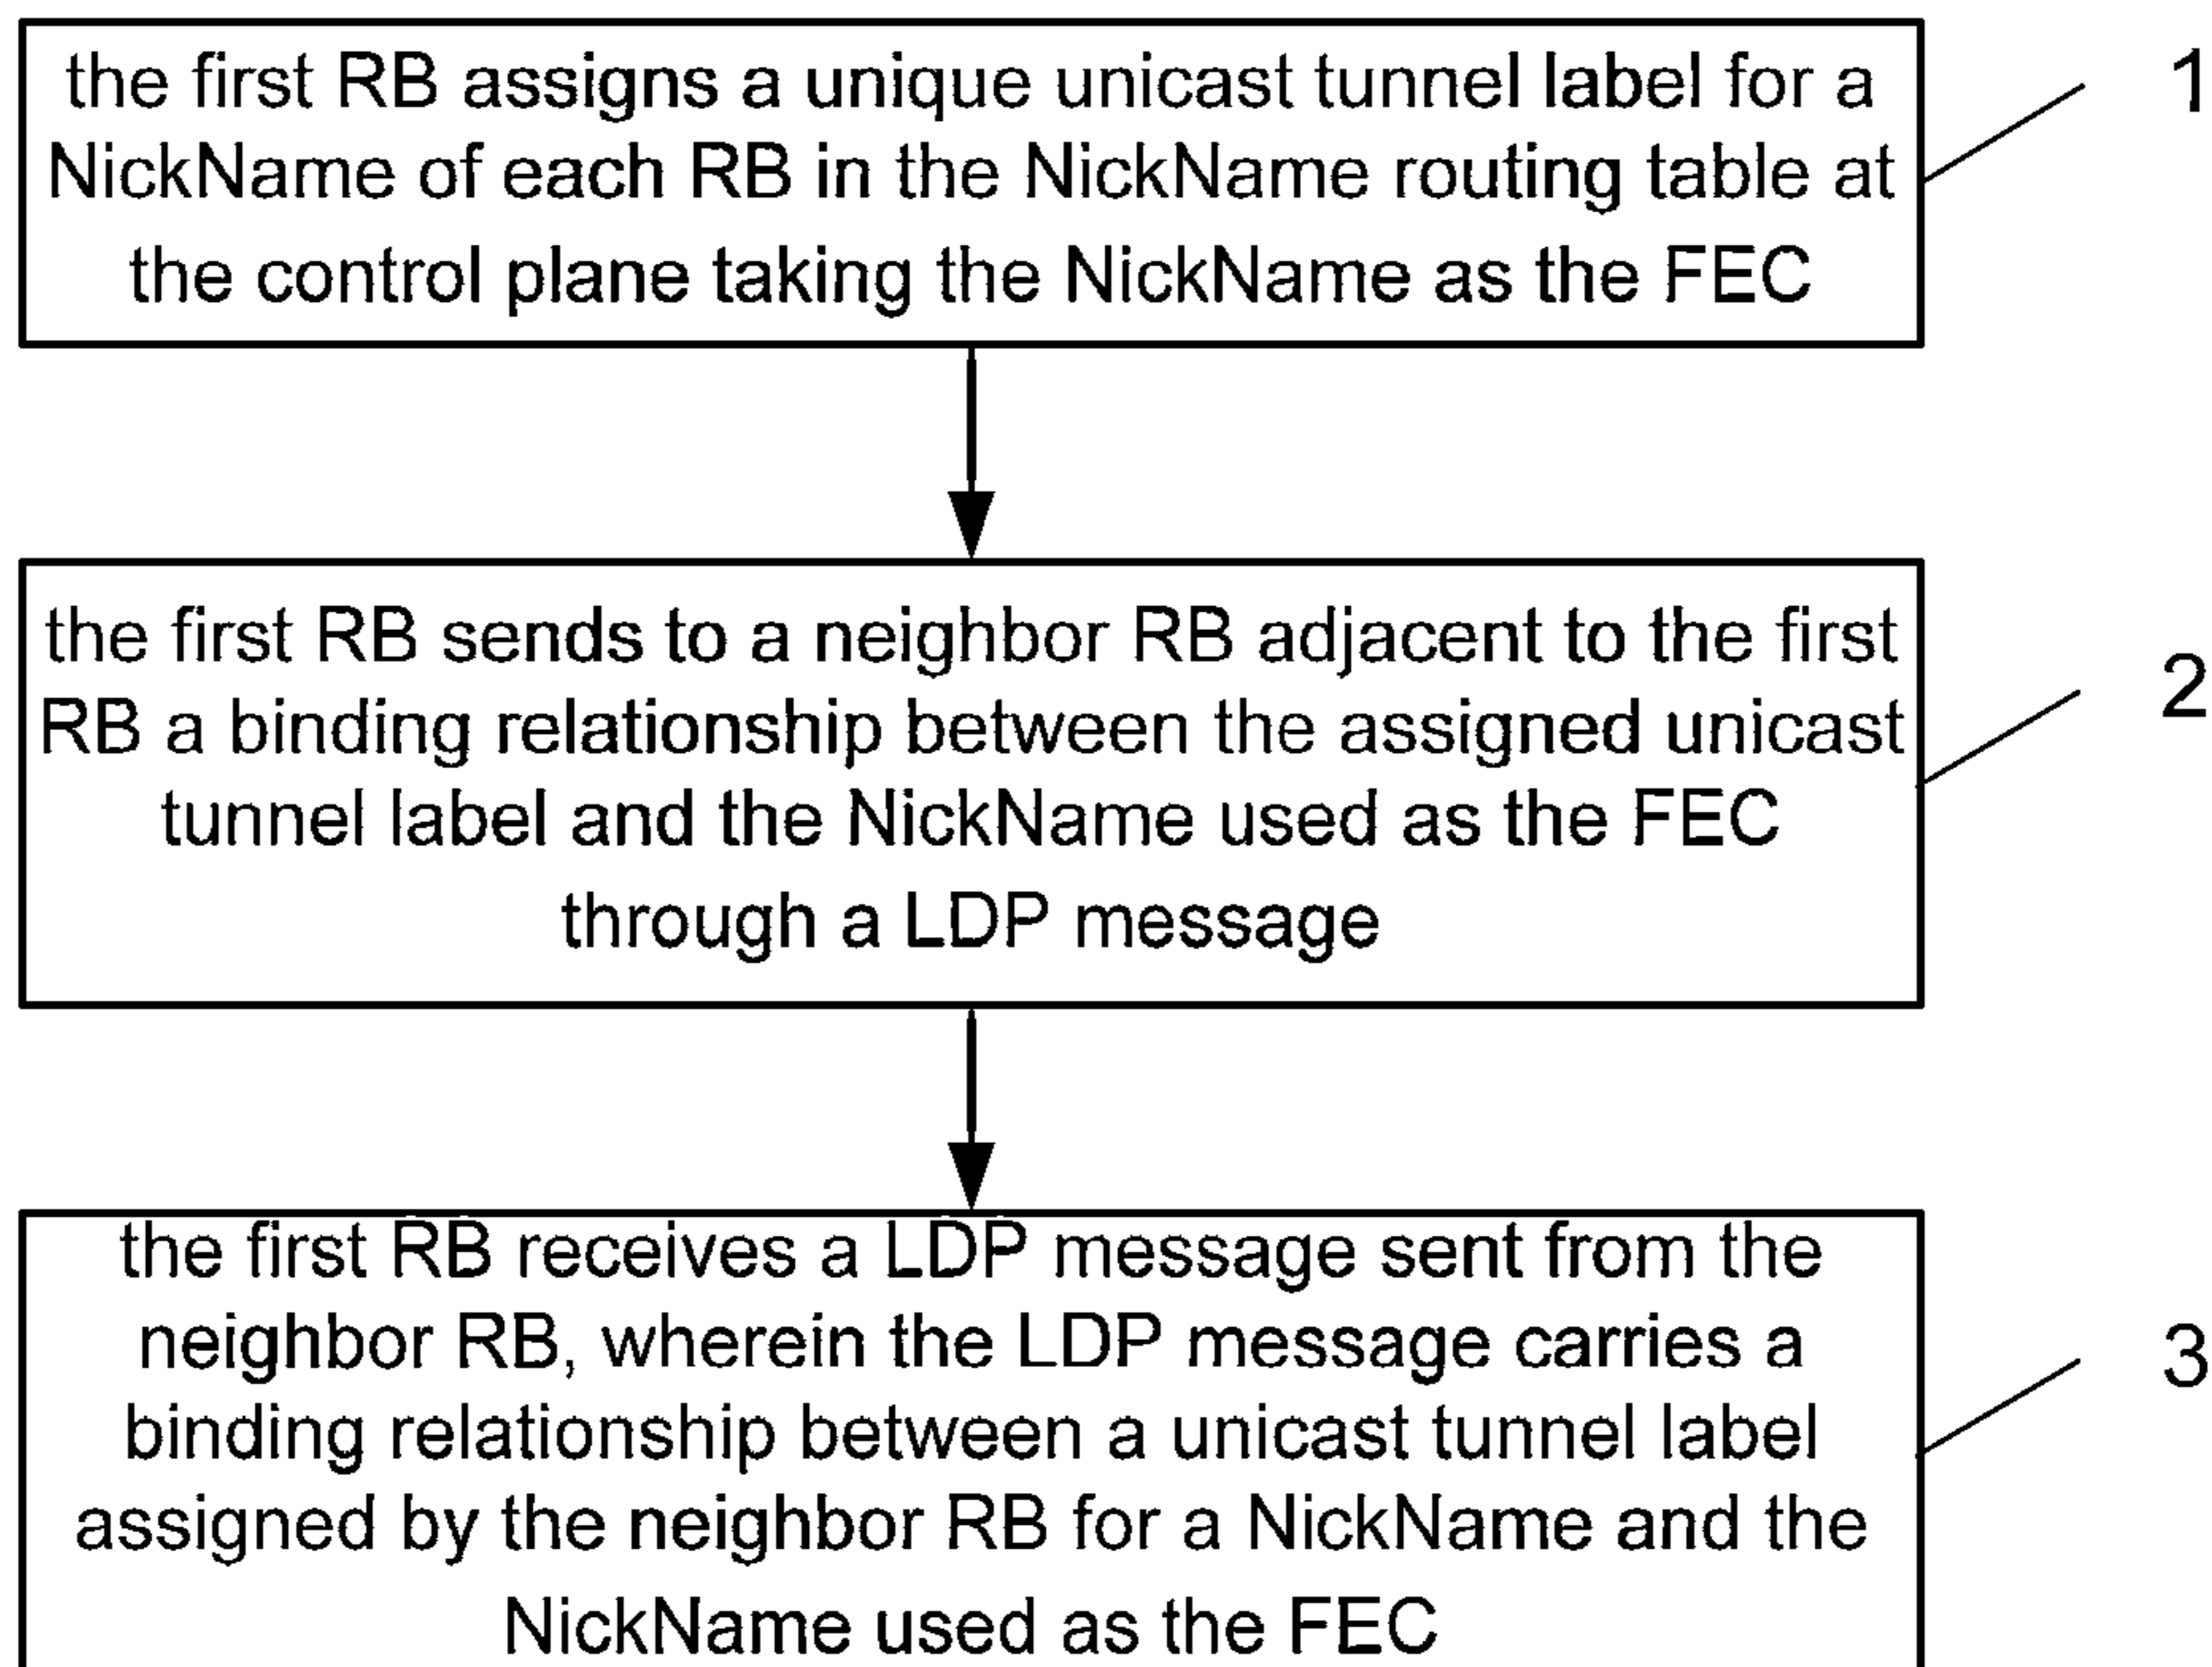 the first RB assigns a unique unicast tunnel label for a
NickName of each RB in the NickName routing table at
the control plane taking the NickName as the FEC
1
the first RB sends to a neighbor RB adjacent to the first
RB a binding relationship between the assigned unicast
tunnel label and the NickName used as the FEC
through a LDP message
2
the first RB receives a LDP message sent from the
neighbor RB, wherein the LDP message carries a
binding relationship between a unicast tunnel label
assigned by the neighbor RB for a NickName and the
NickName used as the FEC
3